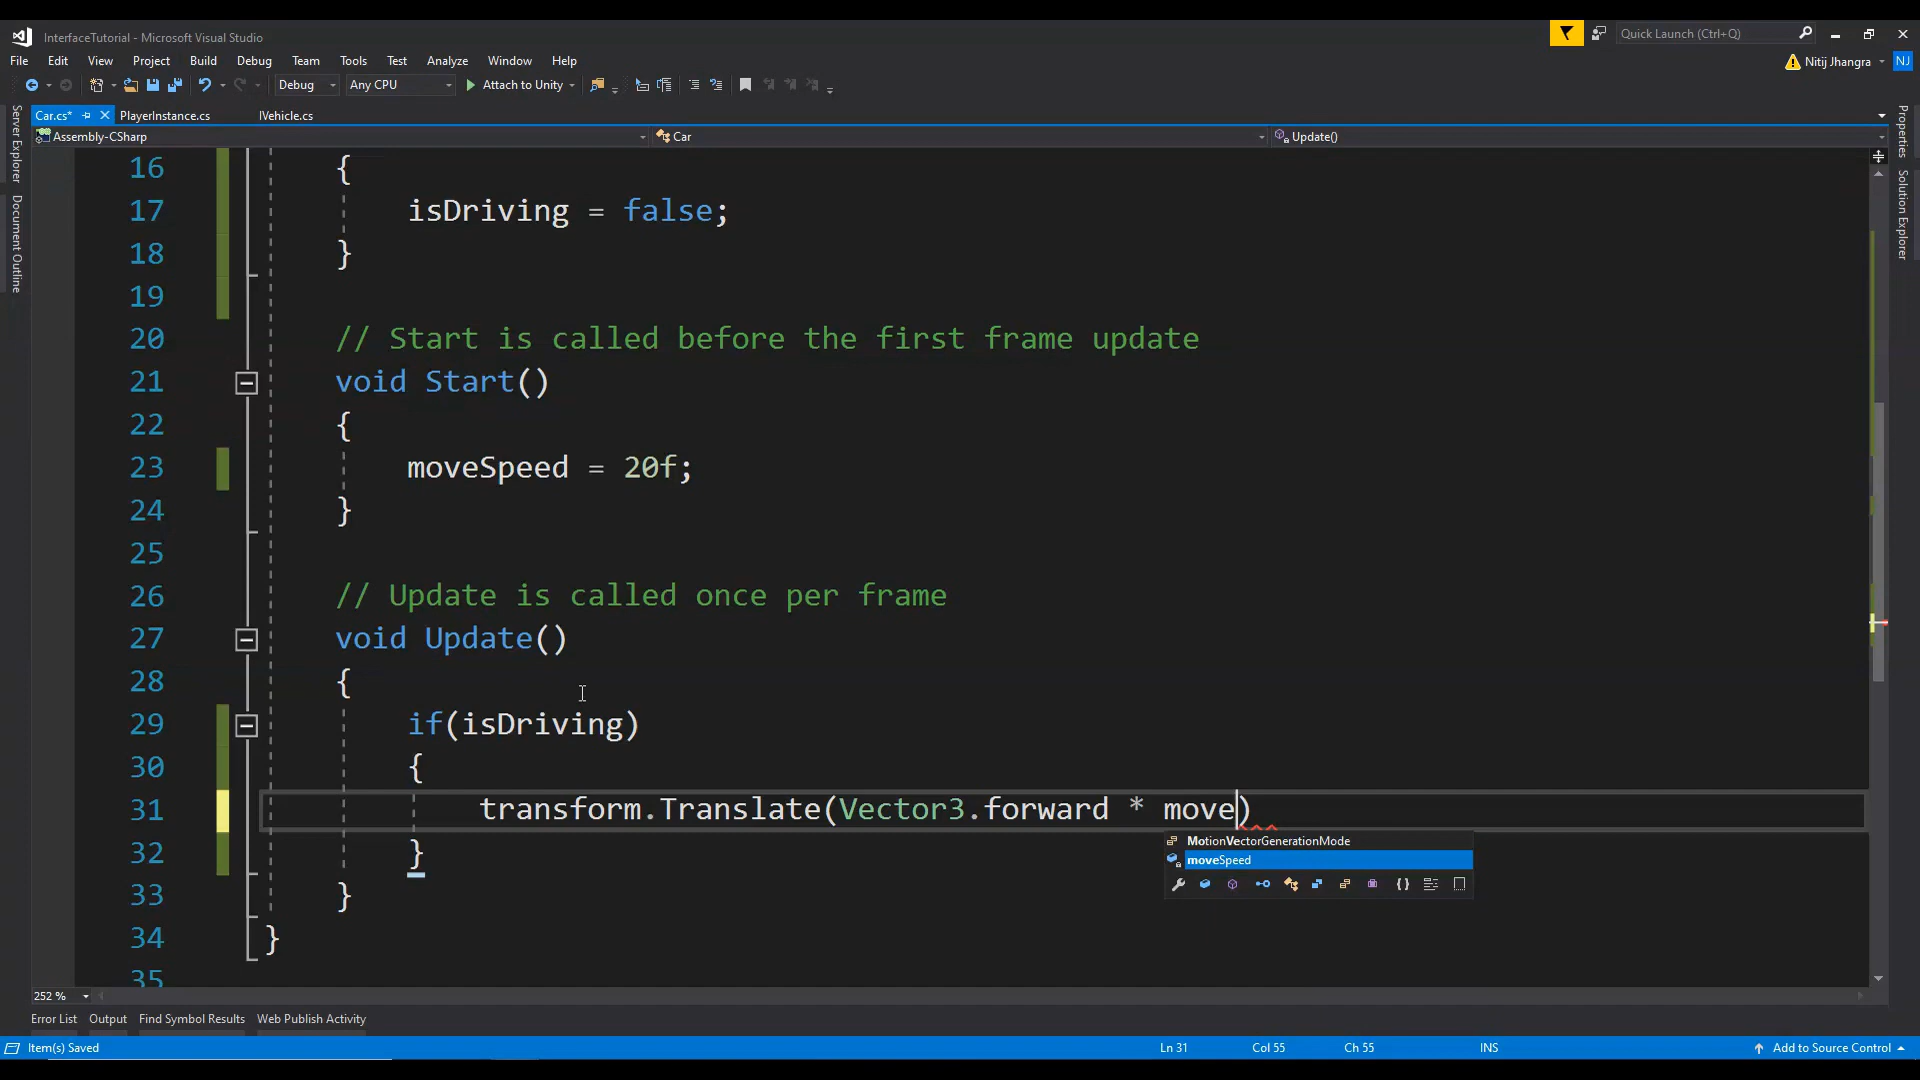 InterfaceTutorial - Microsoft Visual Studio
Quick Launch (Ctrl+Q)
File Edit View Project Build Debug Team Tools Test Analyze Window Help
Nitij Jhangra NJ
Debug Any CPU Attach to Unity
Car.cs* PlayerInstance.cs IVehicle.cs
Assembly-CSharp Car Update()
Server Explorer
Document Outline
Properties
Solution Explorer
16 {
17 isDriving = false;
18 }
19
20 // Start is called before the first frame update
21 void Start()
22 {
23 moveSpeed = 20f;
24 }
25
26 // Update is called once per frame
27 void Update()
28 {
29 if(isDriving)
30 {
31 transform.Translate(Vector3.forward * move)
MotionVectorGenerationMode
moveSpeed
32 }
33 }
34 }
35
252 %
Error List Output Find Symbol Results Web Publish Activity
Item(s) Saved Ln 31 Col 55 Ch 55 INS Add to Source Control